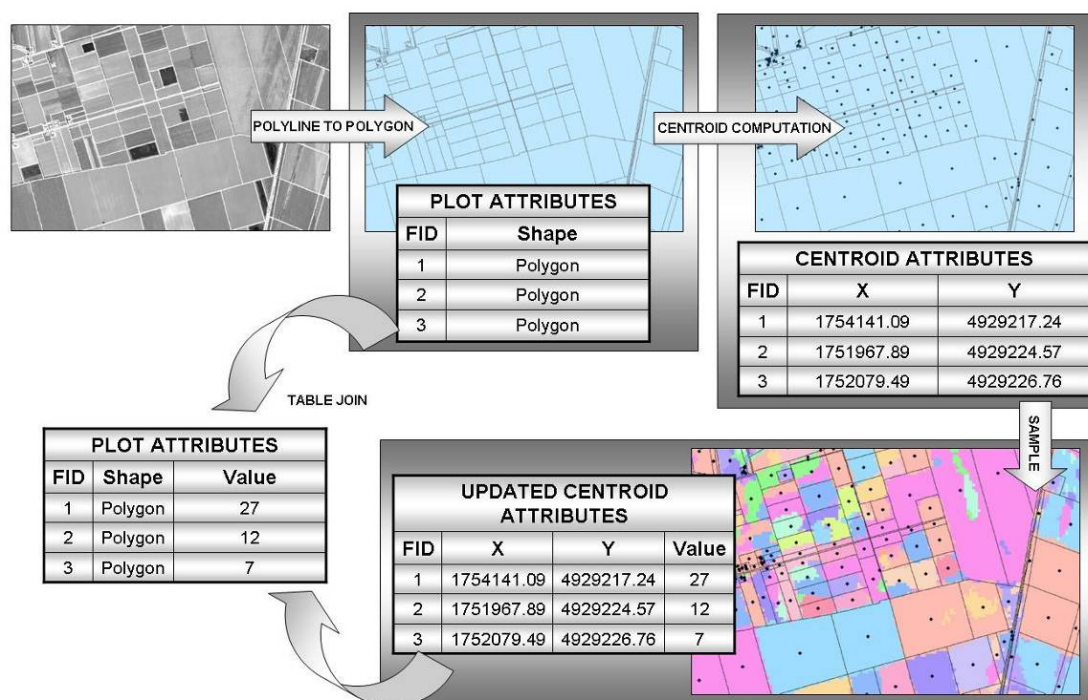 POLYLINE TO POLYGON
CENTROID COMPUTATION
PLOT ATTRIBUTES
FID Shape
1 Polygon
2 Polygon
3 Polygon
CENTROID ATTRIBUTES
FID X Y
1 1754141.09 4929217.24
2 1751967.89 4929224.57
3 1752079.49 4929226.76
TABLE JOIN
SAMPLE
PLOT ATTRIBUTES
FID Shape Value
1 Polygon 27
2 Polygon 12
3 Polygon 7
UPDATED CENTROID
ATTRIBUTES
FID X Y Value
1 1754141.09 4929217.24 27
2 1751967.89 4929224.57 12
3 1752079.49 4929226.76 7